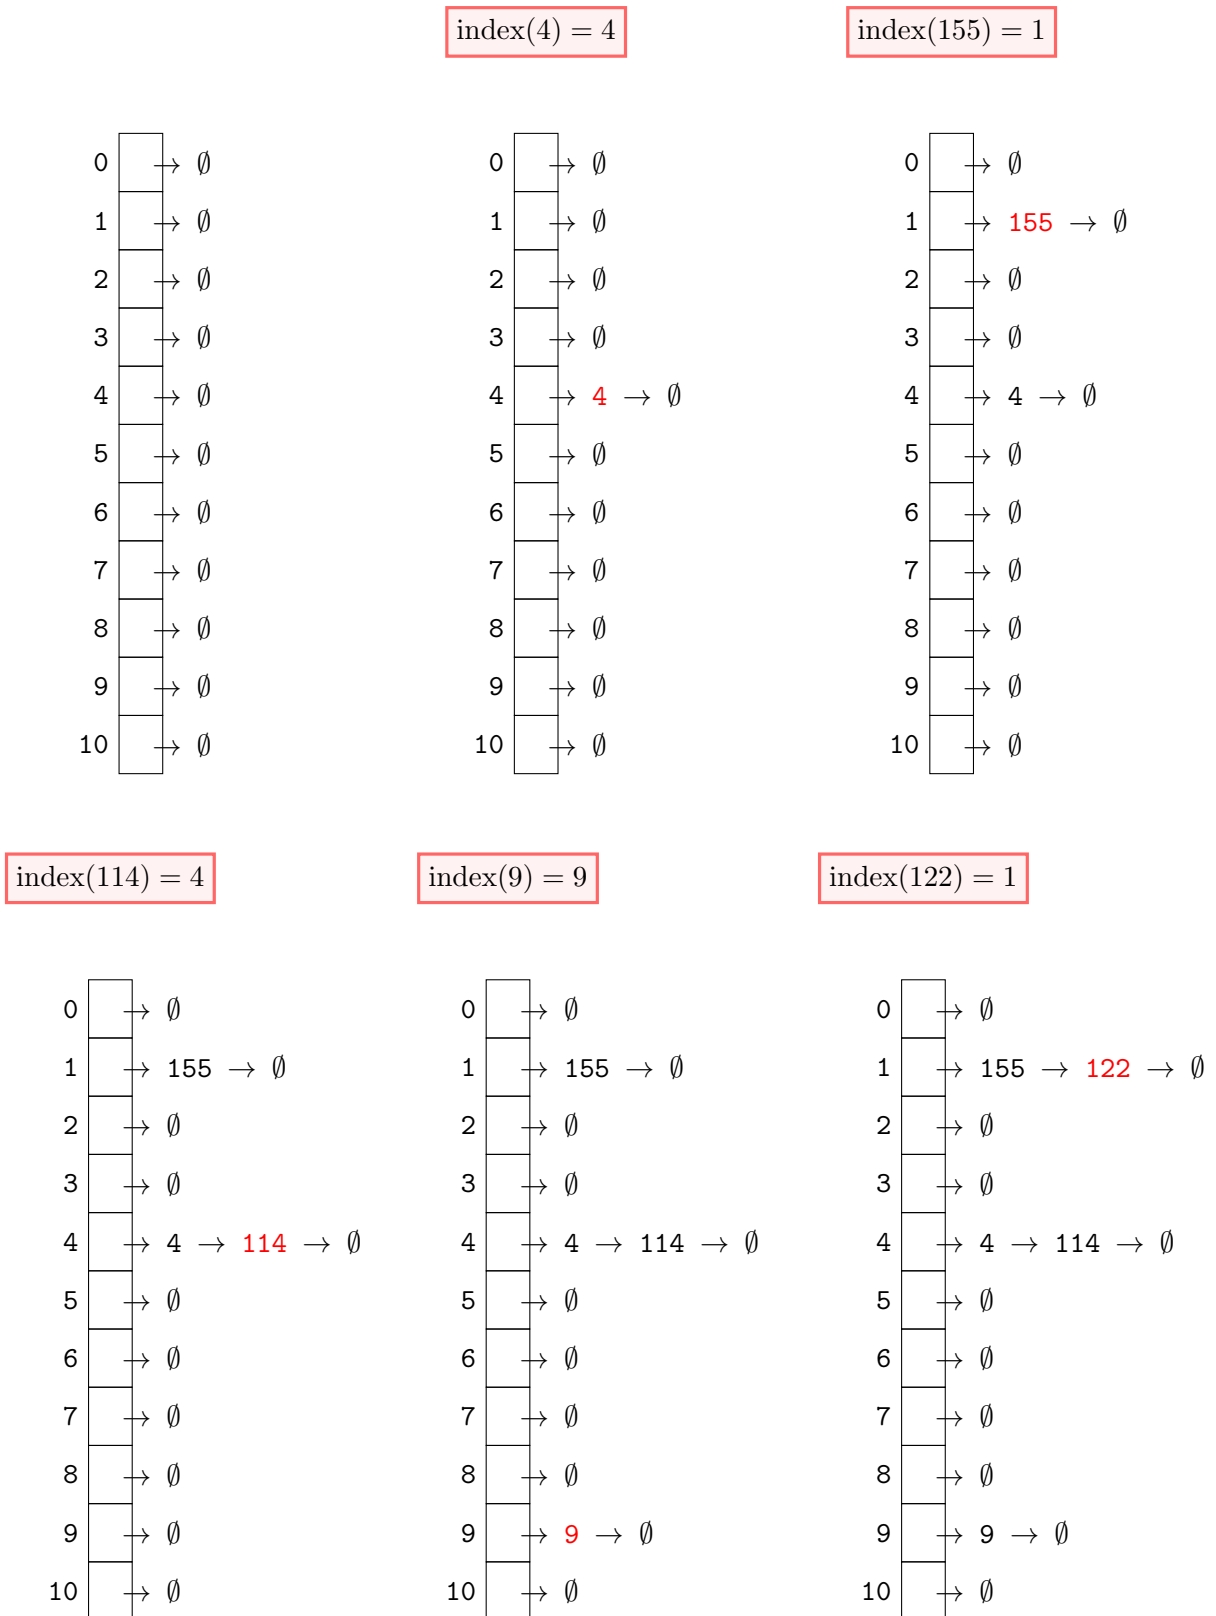 index(4) = 4 index(155) = 1
0 → ∅ 0 → ∅ 0 → ∅
1 → ∅ 1 → ∅ 1 → 155 → ∅
2 → ∅ 2 → ∅ 2 → ∅
3 → ∅ 3 → ∅ 3 → ∅
4 → ∅ 4 → 4 → ∅ 4 → 4 → ∅
5 → ∅ 5 → ∅ 5 → ∅
6 → ∅ 6 → ∅ 6 → ∅
7 → ∅ 7 → ∅ 7 → ∅
8 → ∅ 8 → ∅ 8 → ∅
9 → ∅ 9 → ∅ 9 → ∅
10 → ∅ 10 → ∅ 10 → ∅
index(114) = 4 index(9) = 9 index(122) = 1
0 → ∅ 0 → ∅ 0 → ∅
1 → 155 → ∅ 1 → 155 → ∅ 1 → 155 → 122 → ∅
2 → ∅ 2 → ∅ 2 → ∅
3 → ∅ 3 → ∅ 3 → ∅
4 → 4 → 114 → ∅ 4 → 4 → 114 → ∅ 4 → 4 → 114 → ∅
5 → ∅ 5 → ∅ 5 → ∅
6 → ∅ 6 → ∅ 6 → ∅
7 → ∅ 7 → ∅ 7 → ∅
8 → ∅ 8 → ∅ 8 → ∅
9 → ∅ 9 → 9 → ∅ 9 → 9 → ∅
10 → ∅ 10 → ∅ 10 → ∅